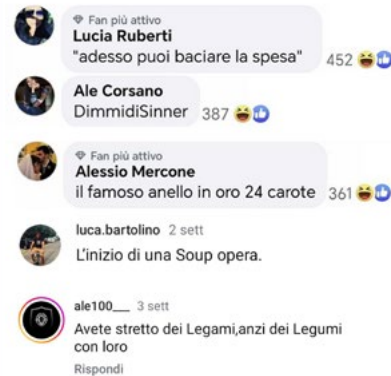 Fan più attivo
Lucia Ruberti
"adesso puoi baciare la spesa"
452
Ale Corsano
DimmidiSinner
387
Fan più attivo
Alessio Mercone
il famoso anello in oro 24 carote
361
luca.bartolino 2 sett
L'inizio di una Soup opera.
ale100___ 3 sett
Avete stretto dei Legami,anzi dei Legumi
con loro
Rispondi